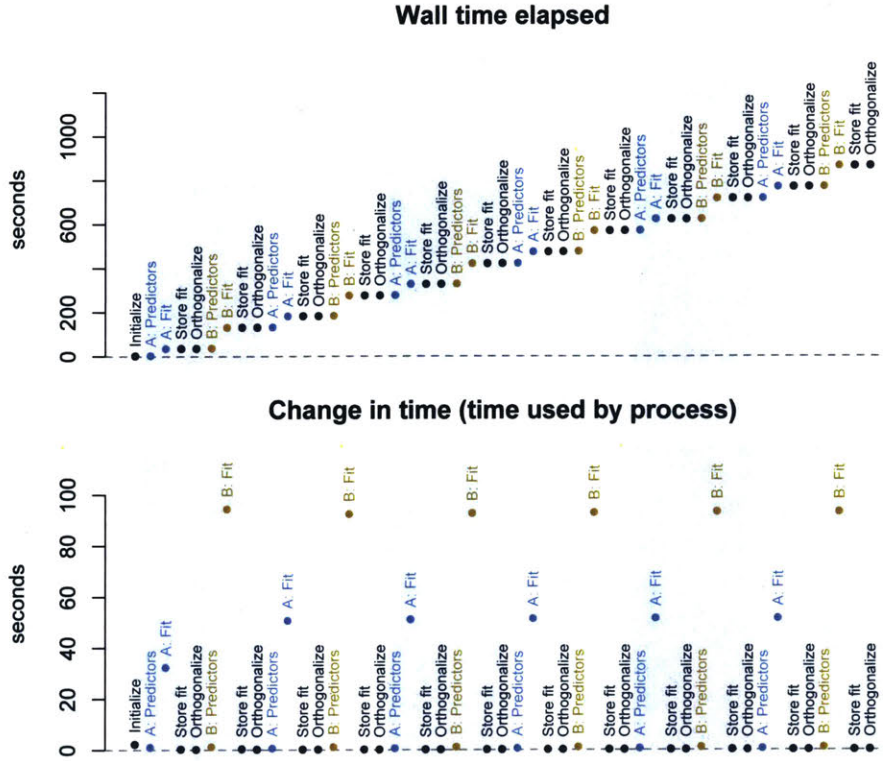 Wall time elapsed
seconds
1000
600
200
0
Initialize
A: Predictors
A: Fit
Store fit
Orthogonalize
B: Predictors
B: Fit
Store fit
Orthogonalize
A: Predictors
A: Fit
Store fit
Orthogonalize
B: Predictors
B: Fit
Store fit
Orthogonalize
A: Predictors
A: Fit
Store fit
Orthogonalize
B: Predictors
B: Fit
Store fit
Orthogonalize
A: Predictors
A: Fit
Store fit
Orthogonalize
B: Predictors
B: Fit
Store fit
Orthogonalize
A: Predictors
A: Fit
Store fit
Orthogonalize
B: Predictors
B: Fit
Store fit
Orthogonalize
A: Predictors
A: Fit
Store fit
Orthogonalize
B: Predictors
B: Fit
Store fit
Orthogonalize
Change in time (time used by process)
seconds
100
80
60
40
20
0
Initialize
A: Predictors
A: Fit
Store fit
Orthogonalize
B: Predictors
B: Fit
Store fit
Orthogonalize
A: Predictors
A: Fit
Store fit
Orthogonalize
B: Predictors
B: Fit
Store fit
Orthogonalize
A: Predictors
A: Fit
Store fit
Orthogonalize
B: Predictors
B: Fit
Store fit
Orthogonalize
A: Predictors
A: Fit
Store fit
Orthogonalize
B: Predictors
B: Fit
Store fit
Orthogonalize
A: Predictors
A: Fit
Store fit
Orthogonalize
B: Predictors
B: Fit
Store fit
Orthogonalize
A: Predictors
A: Fit
Store fit
Orthogonalize
B: Predictors
B: Fit
Store fit
Orthogonalize